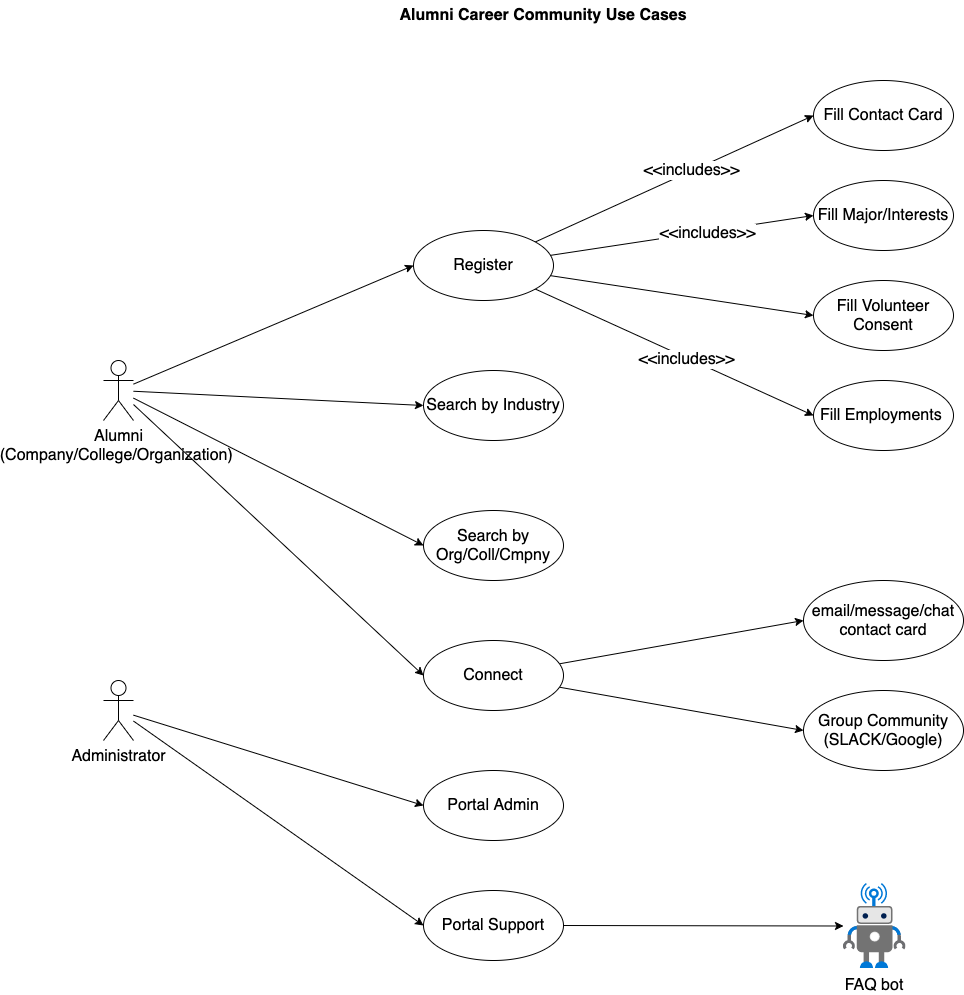 Alumni Career Community Use Cases
Fill Contact Card
<<includes>>
Fill Major/Interests
<<includes>>
Register
Fill Volunteer
Consent
<<includes>>
Search by Industry
Fill Employments
Alumni
(Company/College/Organization)
Search by
Org/Coll/Cmpny
email/message/chat
contact card
Connect
Group Community
(SLACK/Google)
Administrator
Portal Admin
Portal Support
FAQ bot